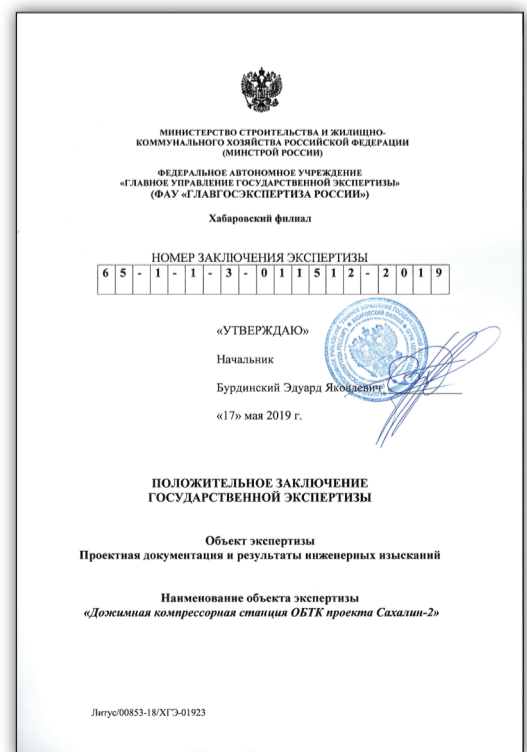 МИНИСТЕРСТВО СТРОИТЕЛЬСТВА И ЖИЛИЩНО-
КОММУНАЛЬНОГО ХОЗЯЙСТВА РОССИЙСКОЙ ФЕДЕРАЦИИ
(МИНСТРОЙ РОССИИ)
ФЕДЕРАЛЬНОЕ АВТОНОМНОЕ УЧРЕЖДЕНИЕ
«ГЛАВНОЕ УПРАВЛЕНИЕ ГОСУДАРСТВЕННОЙ ЭКСПЕРТИЗЫ»
(ФАУ «ГЛАВГОСЭКСПЕРТИЗА РОССИИ»)
Хабаровский филиал
НОМЕР ЗАКЛЮЧЕНИЯ ЭКСПЕРТИЗЫ
6 5 - 1 - 1 - 3 - 0 1 1 5 1 2 - 2 0 1 9
«УТВЕРЖДАЮ»
Начальник
Бурдинский Эдуард Яковлевич
«17» мая 2019 г.
ПОЛОЖИТЕЛЬНОЕ ЗАКЛЮЧЕНИЕ
ГОСУДАРСТВЕННОЙ ЭКСПЕРТИЗЫ
Объект экспертизы
Проектная документация и результаты инженерных изысканий
Наименование объекта экспертизы
«Дожимная компрессорная станция ОБТК проекта Сахалин-2»
Литус/00853-18/ХГЭ-01923